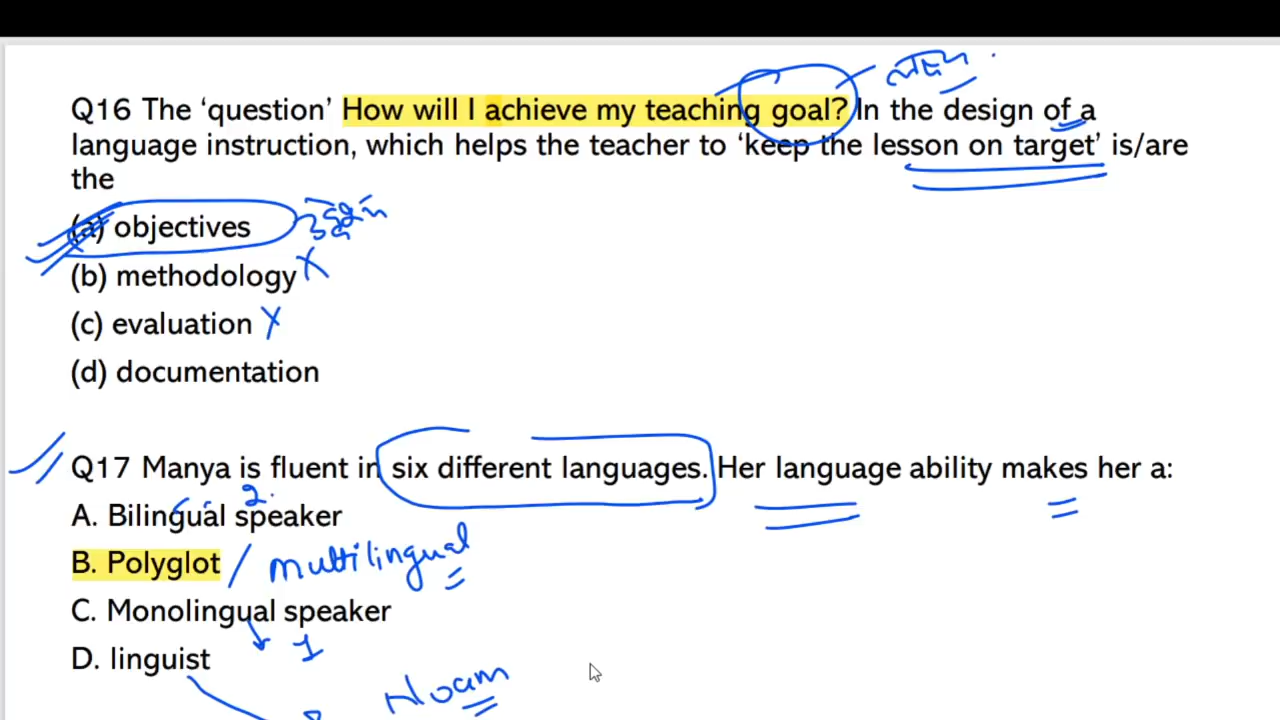 Q16 The ‘question’ How will I achieve my teaching goal? In the design of a
language instruction, which helps the teacher to ‘keep the lesson on target’ is/are
the
(a) objectives
(b) methodology X
(c) evaluation X
(d) documentation
Q17 Manya is fluent in six different languages. Her language ability makes her a:
2
A. Bilingual speaker
B. Polyglot / multilingual
C. Monolingual speaker
1
D. linguist
Noam